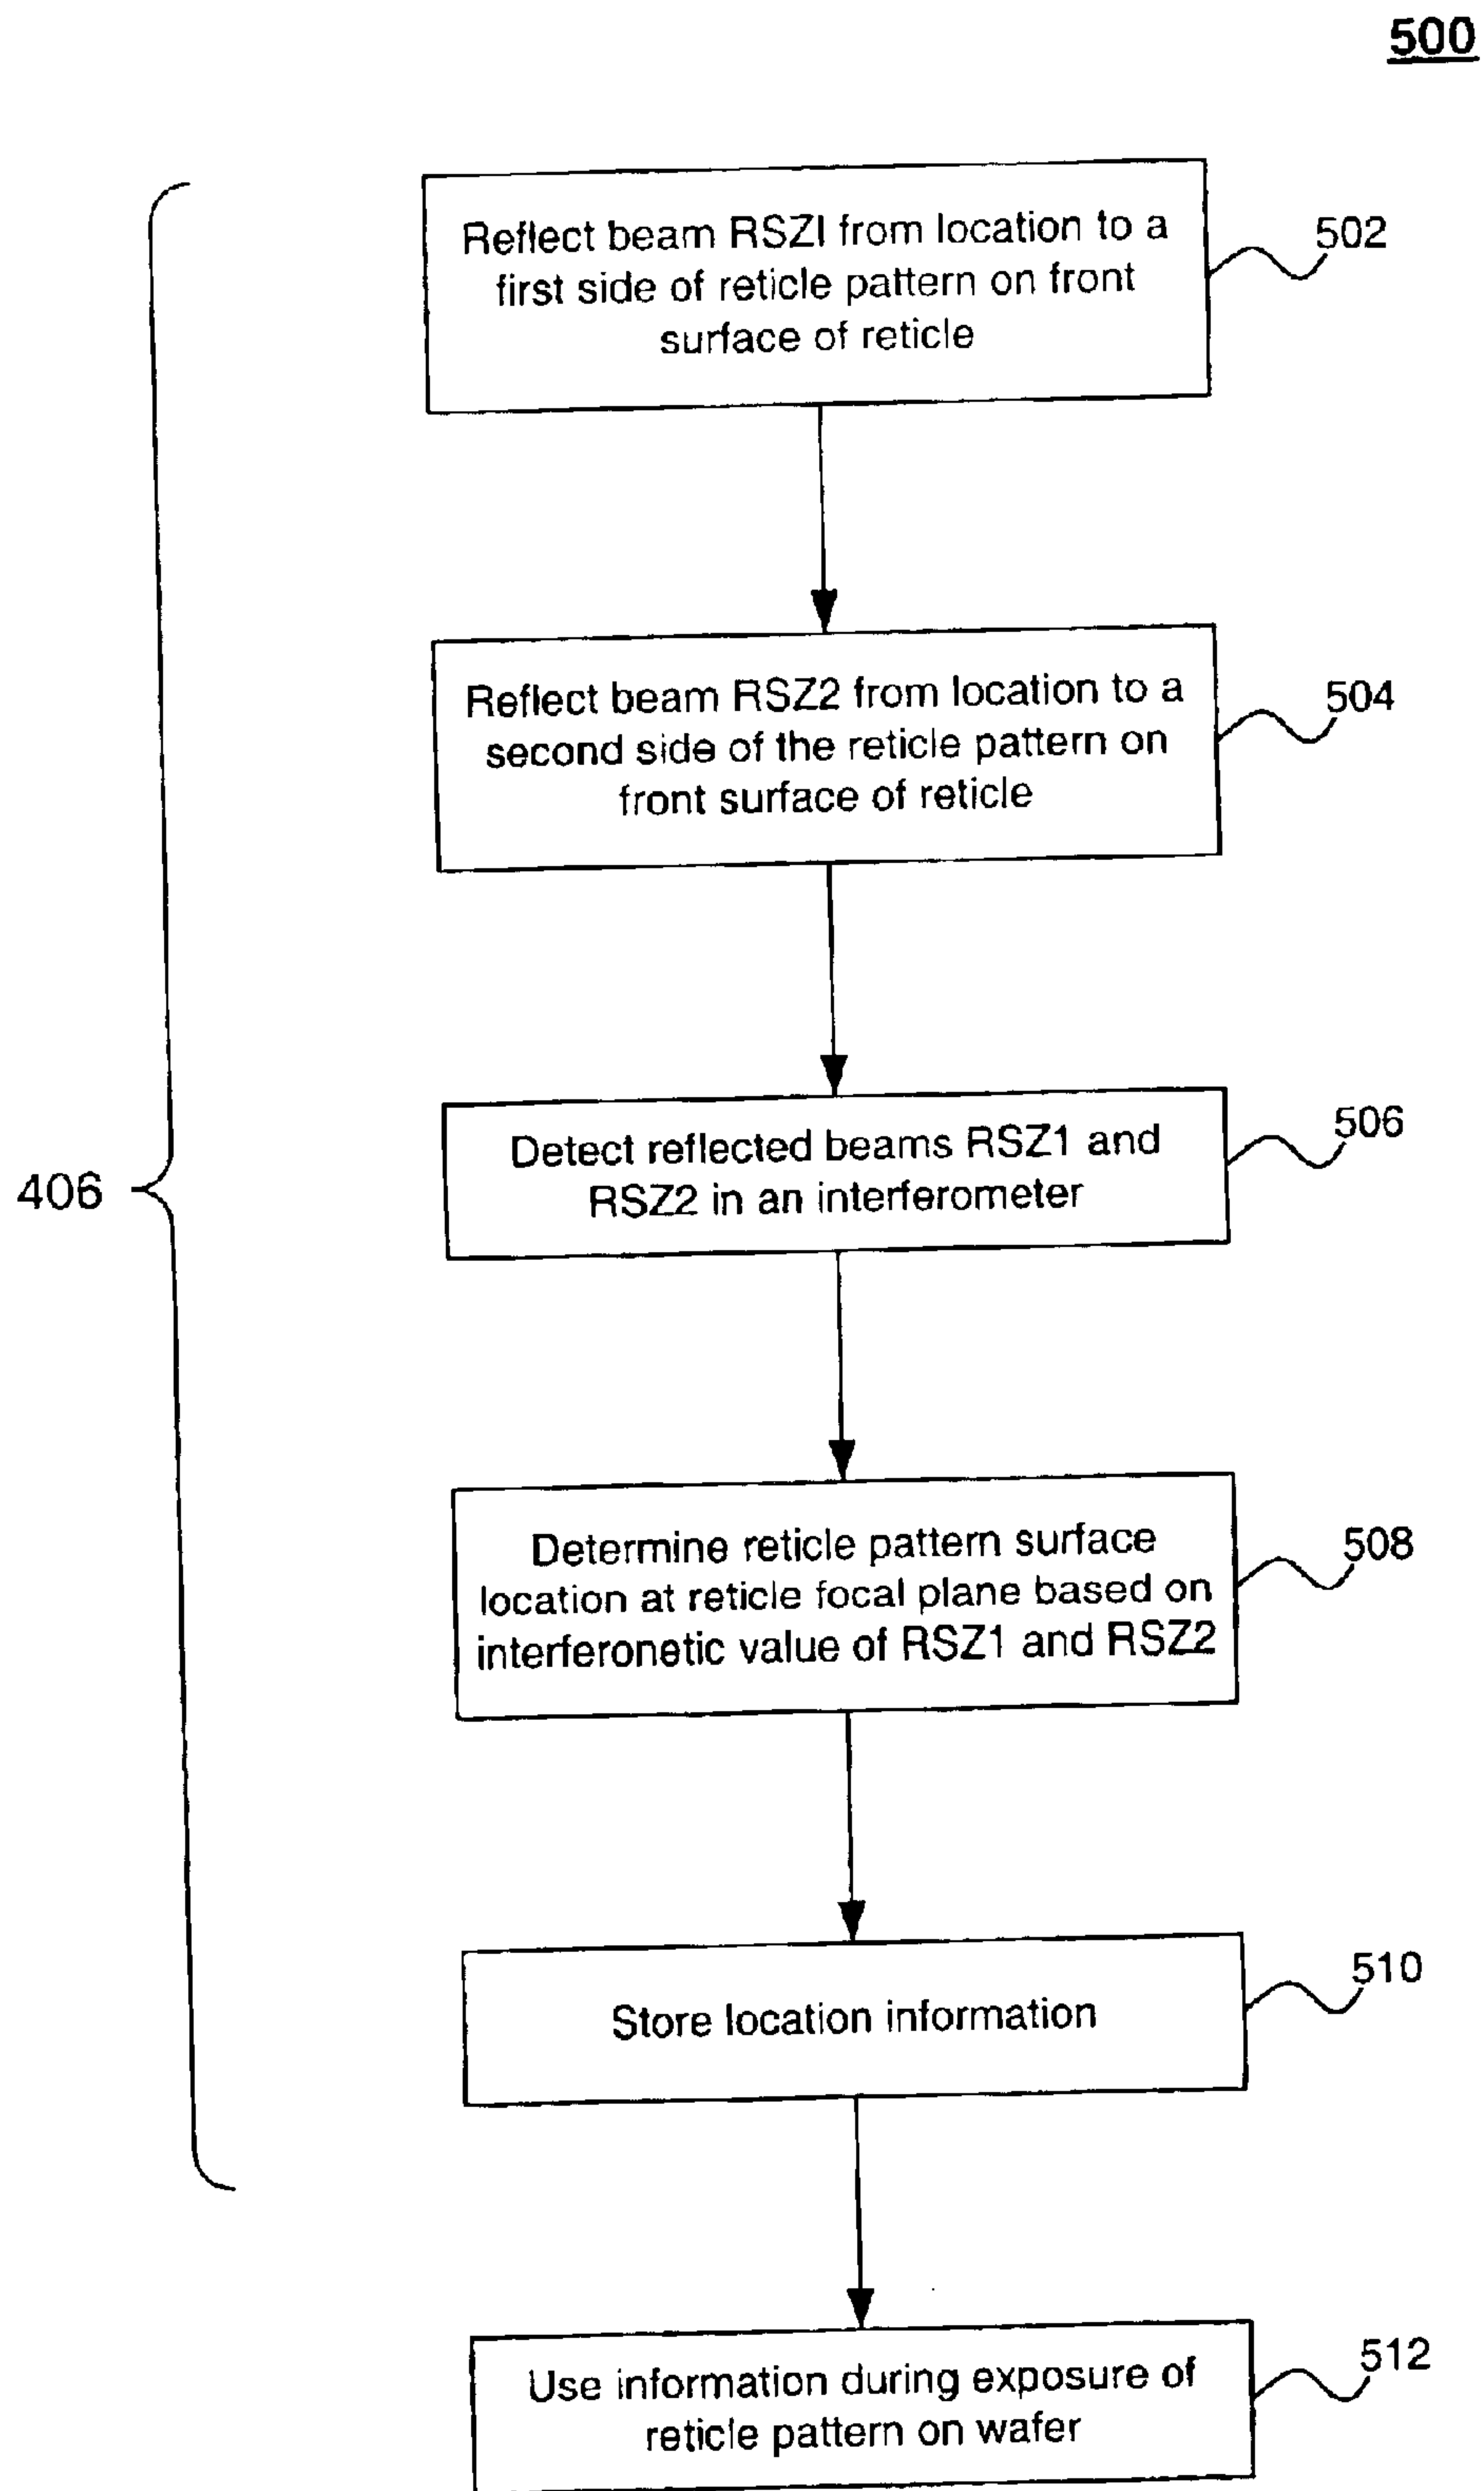 500
Reflect beam RSZI from location to a
first side of reticle pattern on front
surface of reticle
502
Reflect beam RSZ2 from location to a
second side of the reticle pattern on
front surface of reticle
504
Detect reflected beams RSZ1 and
RSZ2 in an interferometer
506
406
Determine reticle pattern surface
location at reticle focal plane based on
interferonetic value of RSZ1 and RSZ2
508
Store location information
510
Use information during exposure of
reticle pattern on wafer
512